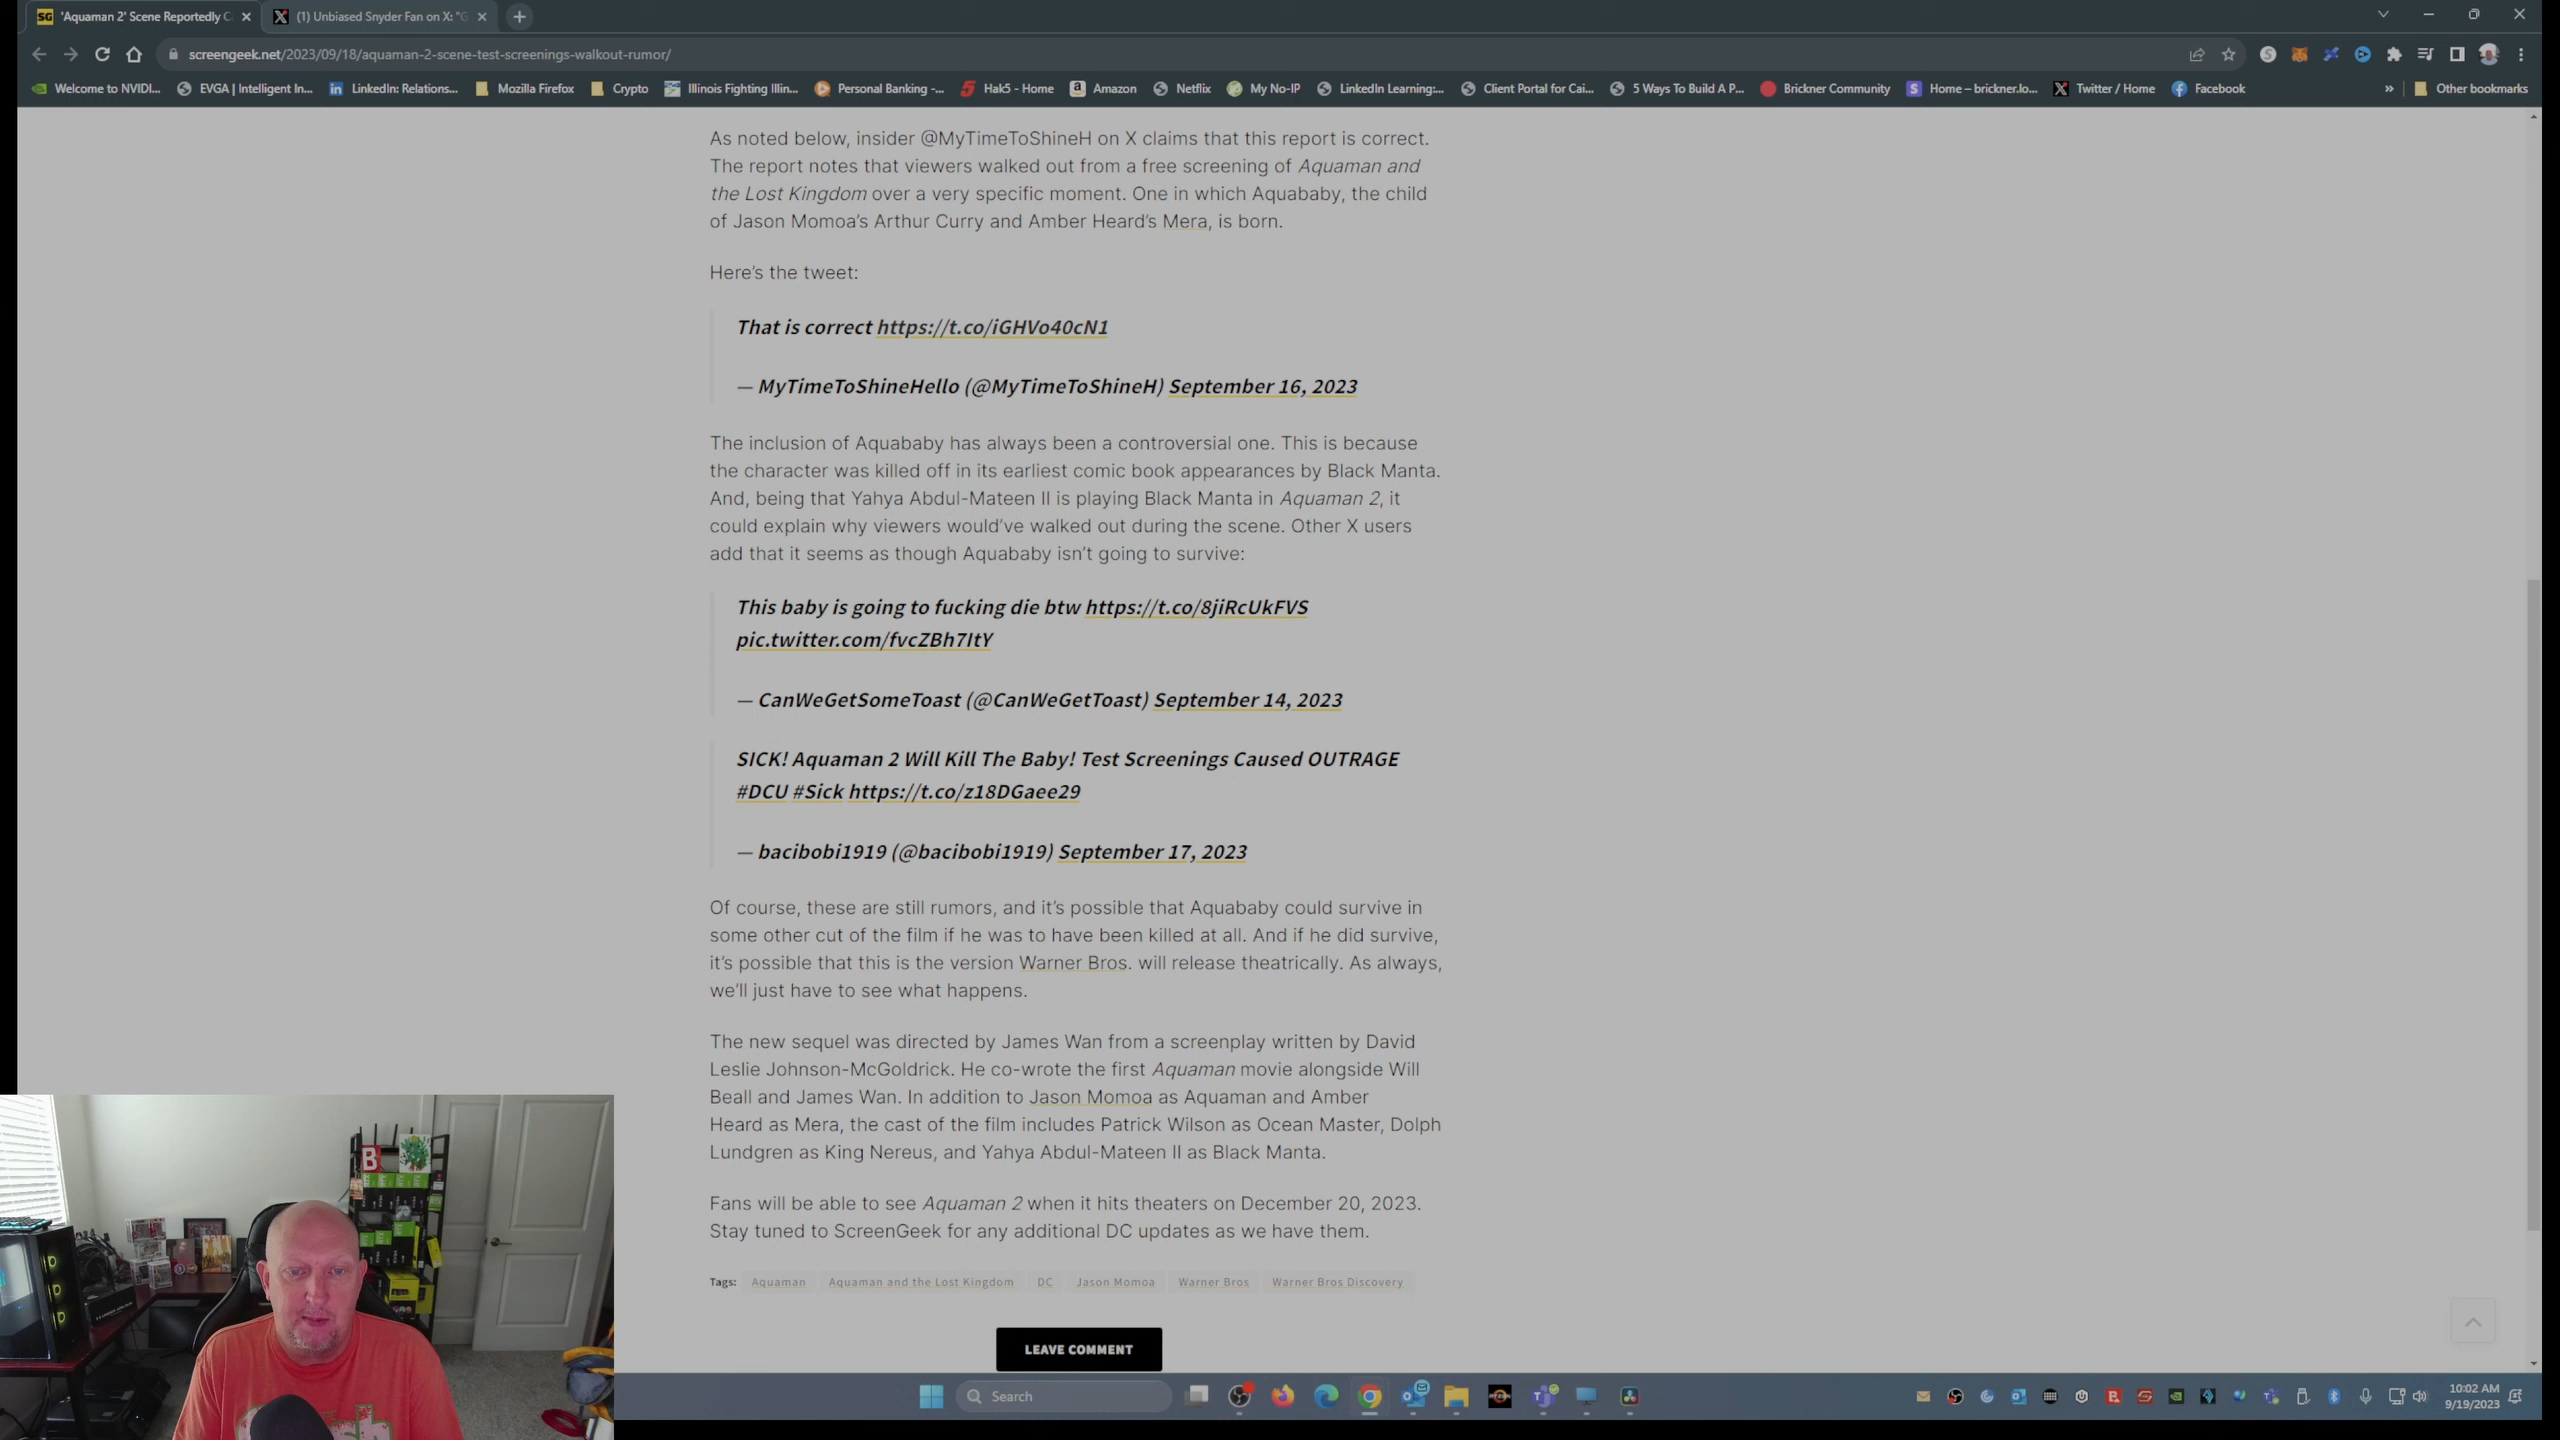 'Aquaman 2' Scene Reportedly C
(1) Unbiased Snyder Fan on X: "G
screengeek.net/2023/09/18/aquaman-2-scene-test-screenings-walkout-rumor/
Welcome to NVIDI... EVGA | Intelligent In... LinkedIn: Relations... Mozilla Firefox Crypto Illinois Fighting Illin... Personal Banking -... Hak5 - Home Amazon Netflix My No-IP LinkedIn Learning:... Client Portal for Cai... 5 Ways To Build A P... Brickner Community Home – brickner.lo... Twitter / Home Facebook » Other bookmarks
As noted below, insider @MyTimeToShineH on X claims that this report is correct.
The report notes that viewers walked out from a free screening of Aquaman and
the Lost Kingdom over a very specific moment. One in which Aquababy, the child
of Jason Momoa's Arthur Curry and Amber Heard's Mera, is born.
Here's the tweet:
That is correct https://t.co/iGHVo40cN1
— MyTimeToShineHello (@MyTimeToShineH) September 16, 2023
The inclusion of Aquababy has always been a controversial one. This is because
the character was killed off in its earliest comic book appearances by Black Manta.
And, being that Yahya Abdul-Mateen II is playing Black Manta in Aquaman 2, it
could explain why viewers would've walked out during the scene. Other X users
add that it seems as though Aquababy isn't going to survive:
This baby is going to fucking die btw https://t.co/8jiRcUkFVS
pic.twitter.com/fvcZBh7ItY
— CanWeGetSomeToast (@CanWeGetToast) September 14, 2023
SICK! Aquaman 2 Will Kill The Baby! Test Screenings Caused OUTRAGE
#DCU #Sick https://t.co/z18DGaee29
— bacibobi1919 (@bacibobi1919) September 17, 2023
Of course, these are still rumors, and it's possible that Aquababy could survive in
some other cut of the film if he was to have been killed at all. And if he did survive,
it's possible that this is the version Warner Bros. will release theatrically. As always,
we'll just have to see what happens.
The new sequel was directed by James Wan from a screenplay written by David
Leslie Johnson-McGoldrick. He co-wrote the first Aquaman movie alongside Will
Beall and James Wan. In addition to Jason Momoa as Aquaman and Amber
Heard as Mera, the cast of the film includes Patrick Wilson as Ocean Master, Dolph
Lundgren as King Nereus, and Yahya Abdul-Mateen II as Black Manta.
Fans will be able to see Aquaman 2 when it hits theaters on December 20, 2023.
Stay tuned to ScreenGeek for any additional DC updates as we have them.
Tags: Aquaman Aquaman and the Lost Kingdom DC Jason Momoa Warner Bros Warner Bros Discovery
LEAVE COMMENT
Search
10:02 AM
9/19/2023